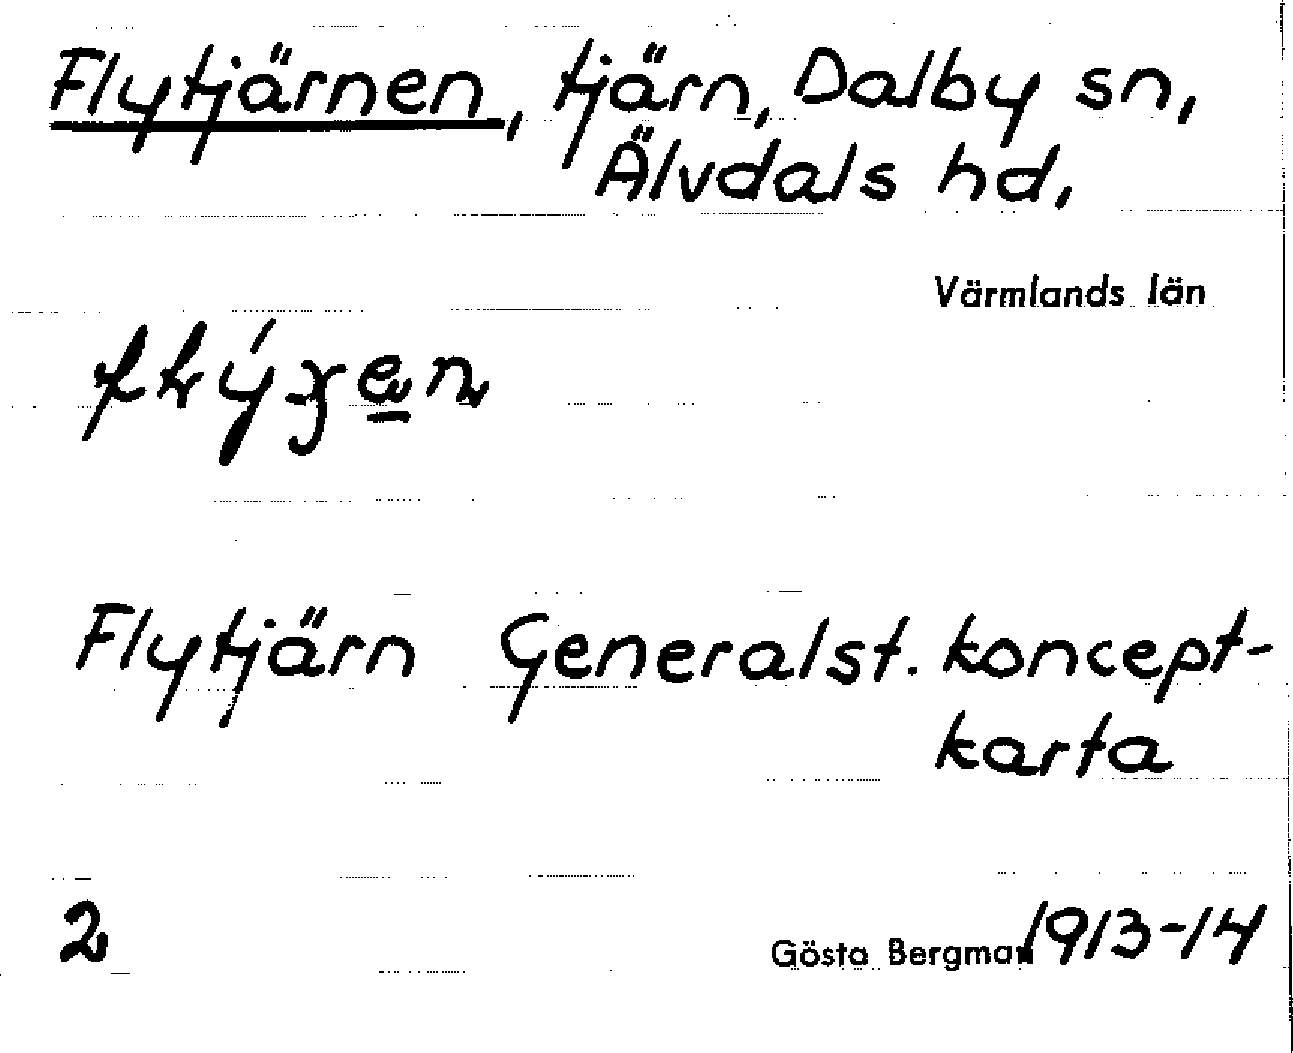 Flytjärnen, tjärn, Dalby sn,
Älvdals hd,
Värmlands län
Flytjärn Generalst. koncept-
karta
2 Gösta Bergman 1913-14